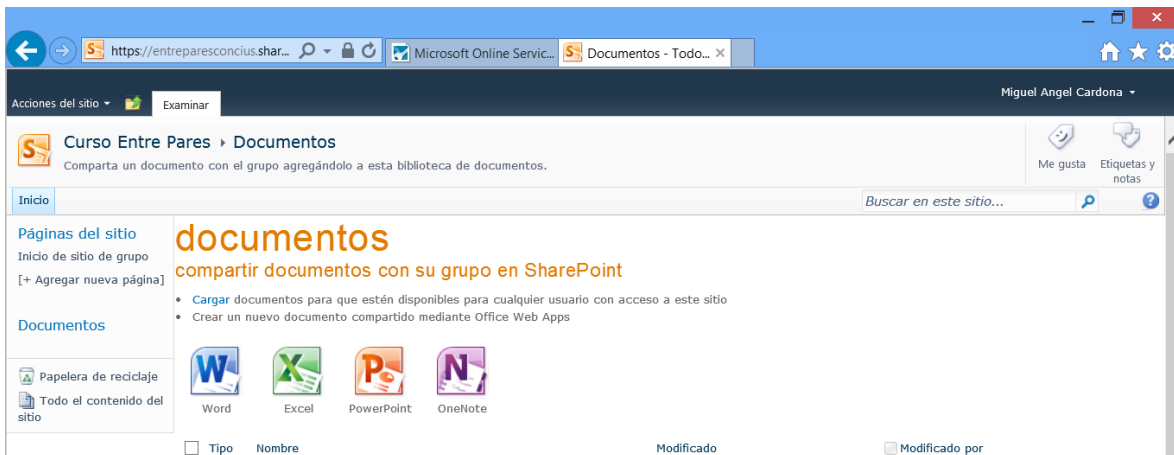 https://entreparesconcius.shar...
Microsoft Online Servic...
Documentos - Todo...
Miguel Angel Cardona
Acciones del sitio
Examinar
Curso Entre Pares
Documentos
Comparta un documento con el grupo agregándolo a esta biblioteca de documentos.
Me gusta
Etiquetas y
notas
Inicio
Buscar en este sitio...
Páginas del sitio
Inicio de sitio de grupo
[+ Agregar nueva página]
Documentos
Papelera de reciclaje
Todo el contenido del
sitio
documentos
compartir documentos con su grupo en SharePoint
Cargar documentos para que estén disponibles para cualquier usuario con acceso a este sitio
Crear un nuevo documento compartido mediante Office Web Apps
Word
Excel
PowerPoint
OneNote
Tipo
Nombre
Modificado
Modificado por